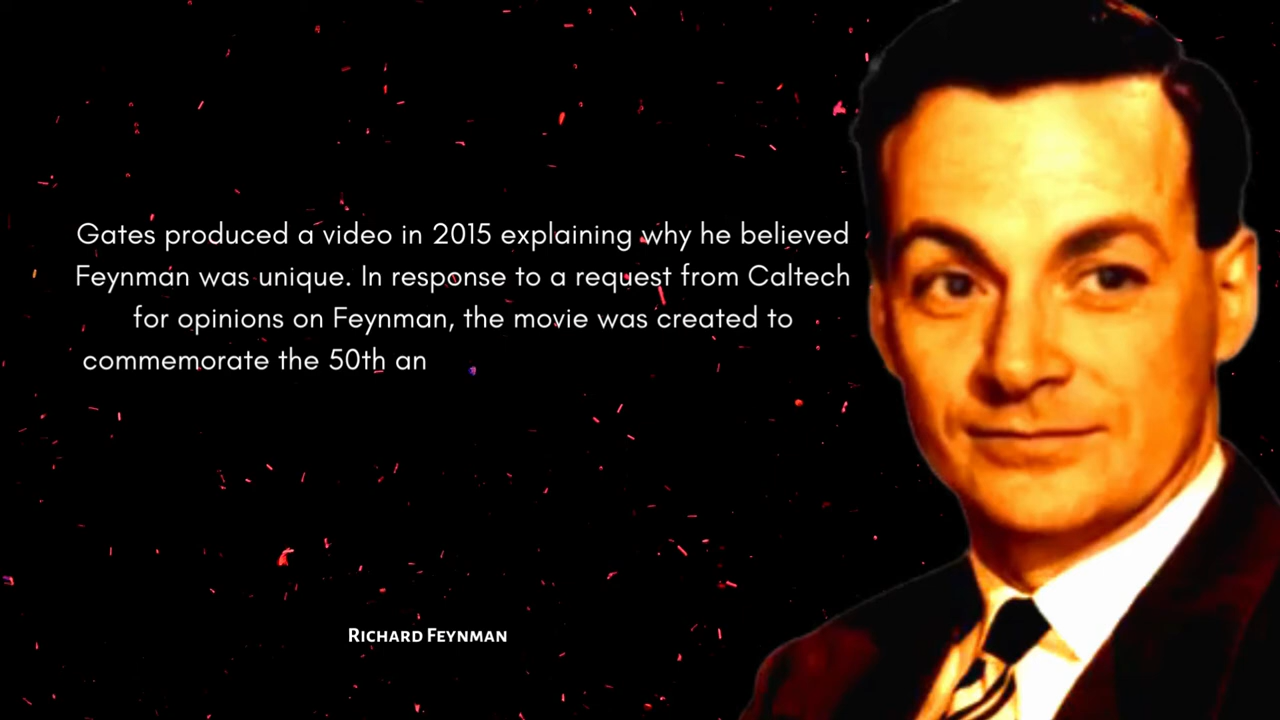 Gates produced a video in 2015 explaining why he believed
Feynman was unique. In response to a request from Caltech
for opinions on Feynman, the movie was created to
commemorate the 50th an
Richard Feynman